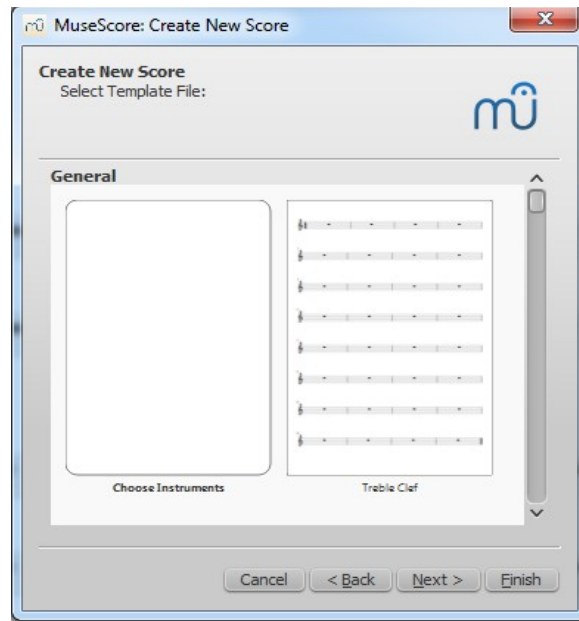 MuseScore: Create New Score
Create New Score
Select Template File:
General
Choose Instruments
Treble Clef
Cancel
< Back
Next >
Finish